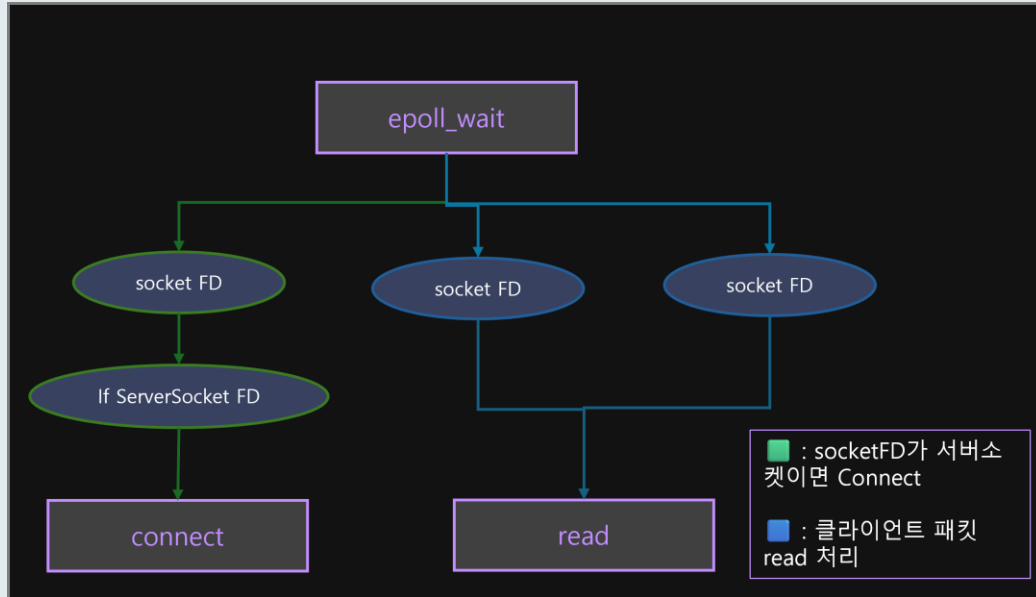 epoll_wait
socket FD
socket FD
socket FD
If ServerSocket FD
connect
read
: socketFD가 서버소
켓이면 Connect
: 클라이언트 패킷
read 처리